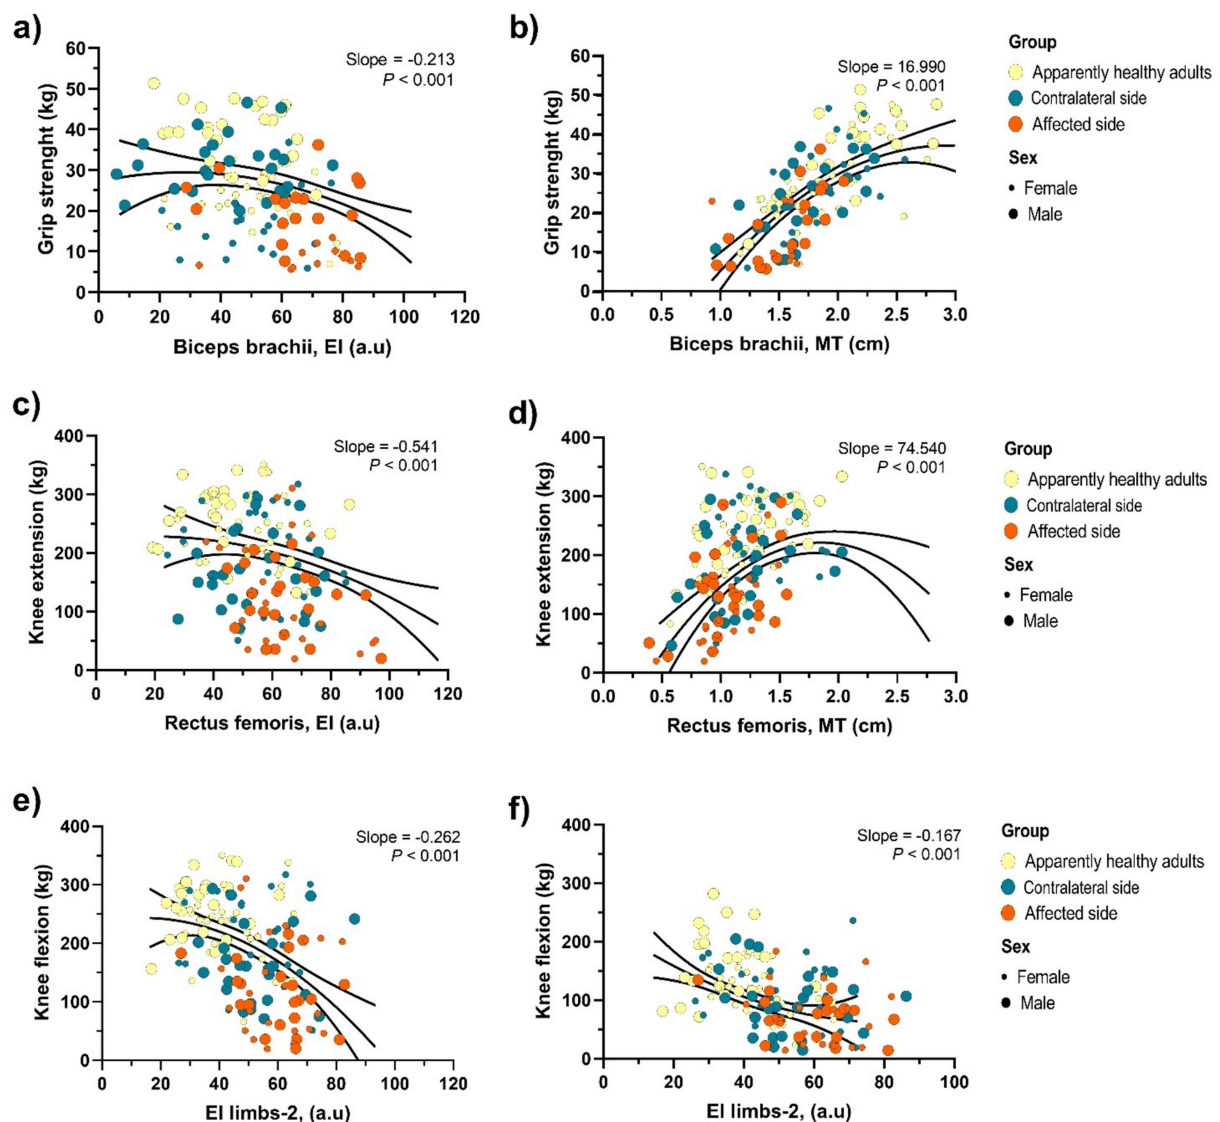 a)
Slope = -0.213
P < 0.001
Grip strenght (kg)
60
50
40
30
20
10
0
0 20 40 60 80 100 120
Biceps brachii, EI (a.u)
b)
Slope = 16.990
P < 0.001
Grip strenght (kg)
60
50
40
30
20
10
0
0.0 0.5 1.0 1.5 2.0 2.5 3.0
Biceps brachii, MT (cm)
Group
Apparently healthy adults
Contralateral side
Affected side
Sex
Female
Male
c)
Slope = -0.541
P < 0.001
Knee extension (kg)
400
300
200
100
0
0 20 40 60 80 100 120
Rectus femoris, EI (a.u)
d)
Slope = 74.540
P < 0.001
Knee extension (kg)
400
300
200
100
0
0.0 0.5 1.0 1.5 2.0 2.5 3.0
Rectus femoris, MT (cm)
Group
Apparently healthy adults
Contralateral side
Affected side
Sex
Female
Male
e)
Slope = -0.262
P < 0.001
Knee flexion (kg)
400
300
200
100
0
0 20 40 60 80 100 120
EI limbs-2, (a.u)
f)
Slope = -0.167
P < 0.001
Knee flexion (kg)
400
300
200
100
0
0 20 40 60 80 100
EI limbs-2, (a.u)
Group
Apparently healthy adults
Contralateral side
Affected side
Sex
Female
Male